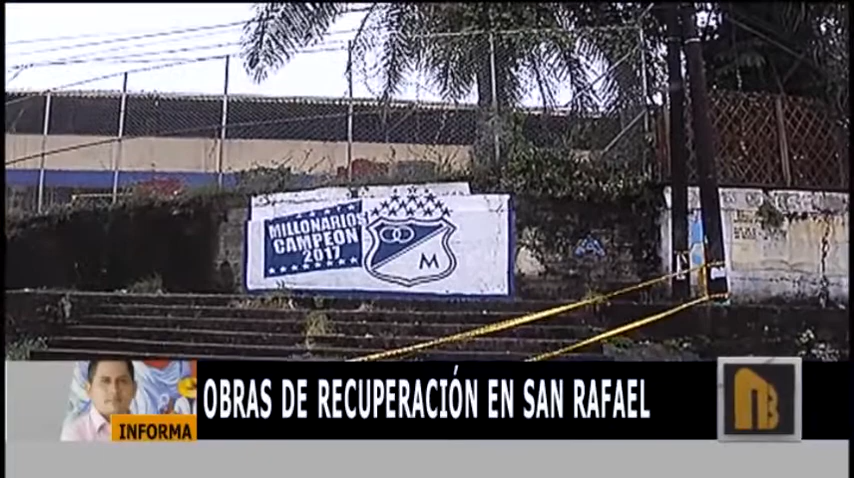 MILLONARIOS
CAMPEON
2017
M
OBRAS DE RECUPERACIÓN EN SAN RAFAEL
INFORMA